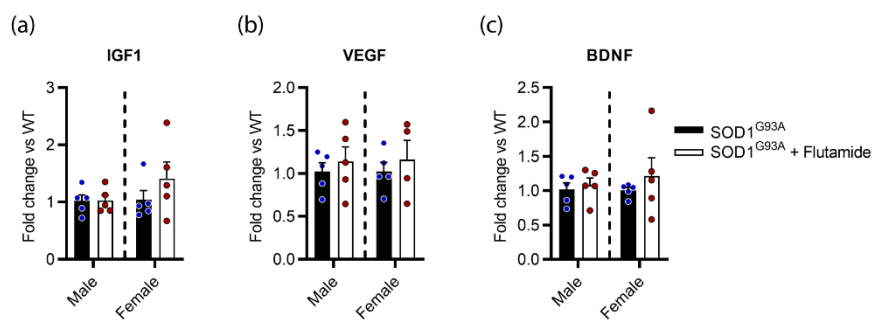 (a)
IGF1
Fold change vs WT
3
2
1
0
Male
Female
(b)
VEGF
Fold change vs WT
2.0
1.5
1.0
0.5
0.0
Male
Female
(c)
BDNF
Fold change vs WT
2.5
2.0
1.5
1.0
0.5
0.0
Male
Female
SOD1G93A
SOD1G93A + Flutamide